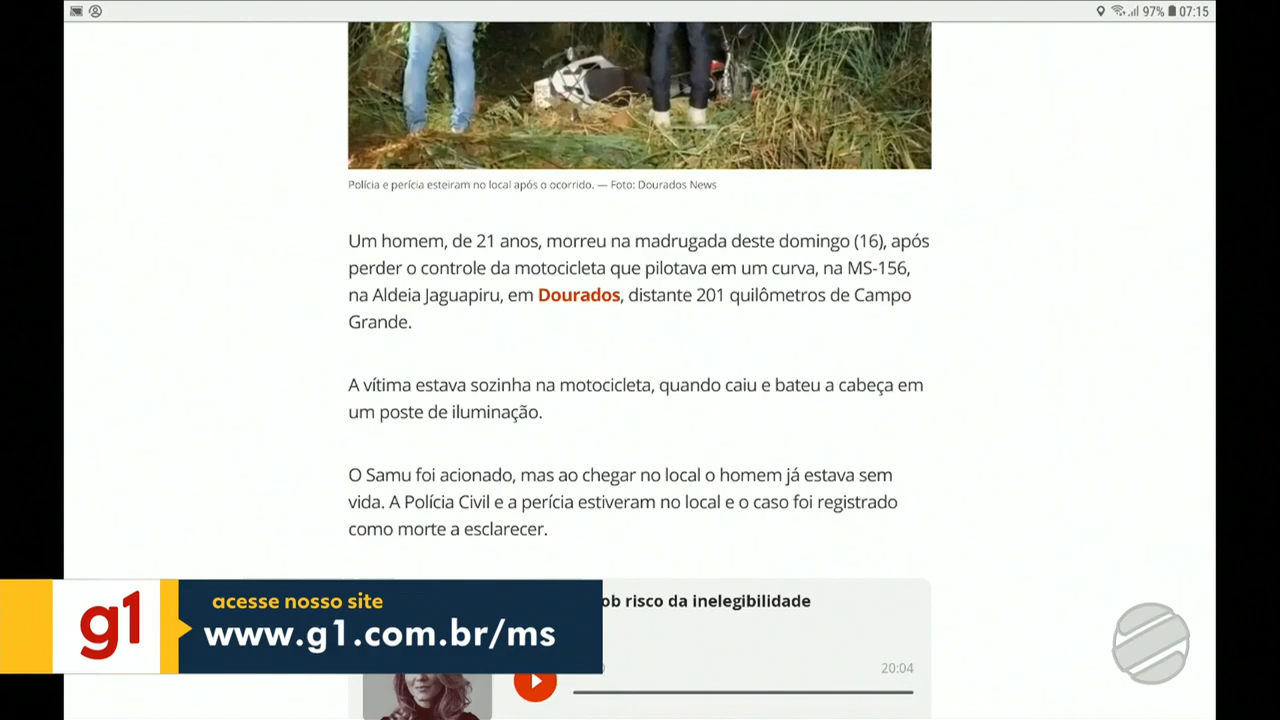 97% 07:15
Polícia e perícia esteiram no local após o ocorrido. — Foto: Dourados News
Um homem, de 21 anos, morreu na madrugada deste domingo (16), após
perder o controle da motocicleta que pilotava em um curva, na MS-156,
na Aldeia Jaguapiru, em Dourados, distante 201 quilômetros de Campo
Grande.
A vítima estava sozinha na motocicleta, quando caiu e bateu a cabeça em
um poste de iluminação.
O Samu foi acionado, mas ao chegar no local o homem já estava sem
vida. A Polícia Civil e a perícia estiveram no local e o caso foi registrado
como morte a esclarecer.
ob risco da inelegibilidade
20:04
g1
acesse nosso site
www.g1.com.br/ms